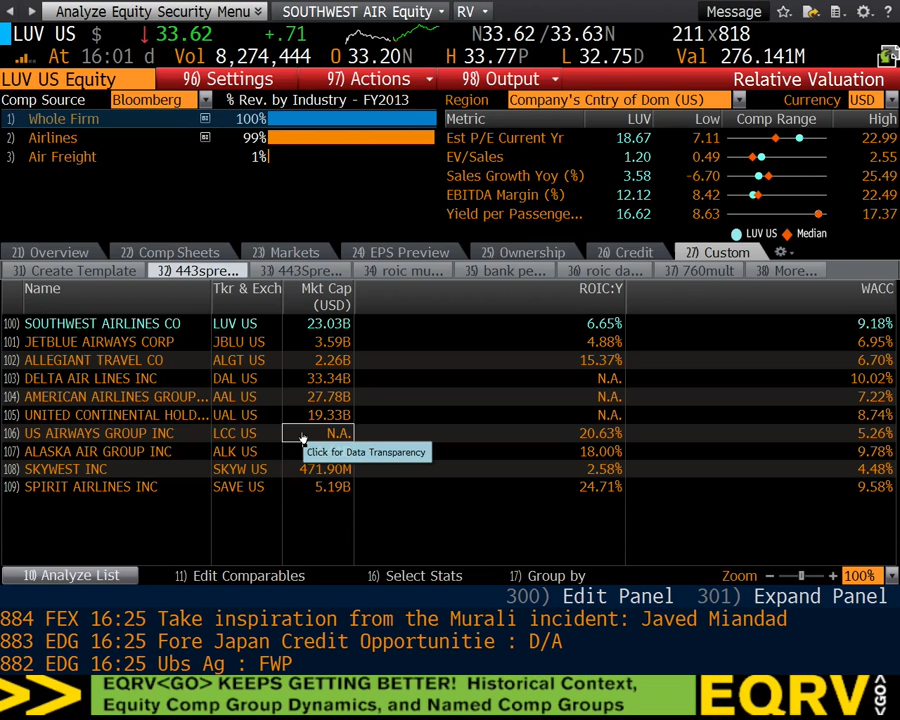 Analyze Equity Security Menu SOUTHWEST AIR Equity RV Message ?
LUV US $ ↓33.62 +.71 N33.62/33.63N 211x818
At 16:01 d Vol 8,274,444 O 33.20N H 33.77P L 32.75D Val 276.141M
LUV US Equity 96) Settings 97) Actions 98) Output Relative Valuation
Comp Source Bloomberg % Rev. by Industry - FY2013 Region Company's Cntry of Dom (US) Currency USD
1) Whole Firm 100% Metric LUV Low Comp Range High
2) Airlines 99% Est P/E Current Yr 18.67 7.11 22.99
3) Air Freight 1% EV/Sales 1.20 0.49 2.55
Sales Growth Yoy (%) 3.58 -6.70 25.49
EBITDA Margin (%) 12.12 8.42 22.49
Yield per Passenge... 16.62 8.63 17.37
LUV US Median
21) Overview 22) Comp Sheets 23) Markets 24) EPS Preview 25) Ownership 26) Credit 27) Custom
31) Create Template 32) 443spre... 33) 443Spre... 34) roic mu... 35) bank pe... 36) roic da... 37) 760mult 38) More...
Name Tkr & Exch Mkt Cap ROIC:Y WACC
(USD)
100) SOUTHWEST AIRLINES CO LUV US 23.03B 6.65% 9.18%
101) JETBLUE AIRWAYS CORP JBLU US 3.59B 4.88% 6.95%
102) ALLEGIANT TRAVEL CO ALGT US 2.26B 15.37% 6.70%
103) DELTA AIR LINES INC DAL US 33.34B N.A. 10.02%
104) AMERICAN AIRLINES GROUP... AAL US 27.78B N.A. 7.22%
105) UNITED CONTINENTAL HOLD... UAL US 19.33B N.A. 8.74%
106) US AIRWAYS GROUP INC LCC US N.A. 20.63% 5.26%
107) ALASKA AIR GROUP INC ALK US 18.00% 9.78%
Click for Data Transparency
108) SKYWEST INC SKYW US 471.90M 2.58% 4.48%
109) SPIRIT AIRLINES INC SAVE US 5.19B 24.71% 9.58%
10) Analyze List 11) Edit Comparables 16) Select Stats 17) Group by Zoom - + 100%
300) Edit Panel 301) Expand Panel
884 FEX 16:25 Take inspiration from the Murali incident: Javed Miandad
883 EDG 16:25 Fore Japan Credit Opportunitie : D/A
882 EDG 16:25 Ubs Ag : FWP
>> EQRV<GO> KEEPS GETTING BETTER! Historical Context, EQRV <GO>
Equity Comp Group Dynamics, and Named Comp Groups